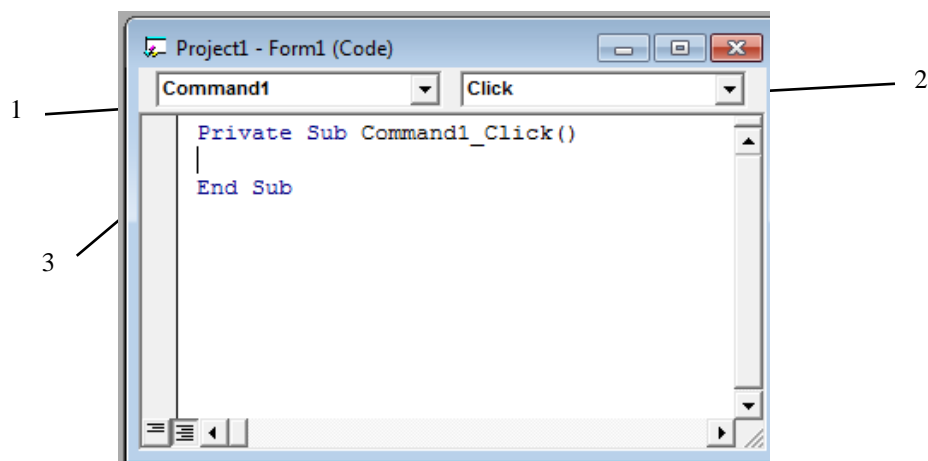 Project1 - Form1 (Code)
Command1 Click
1
2
Private Sub Command1_Click()
End Sub
3